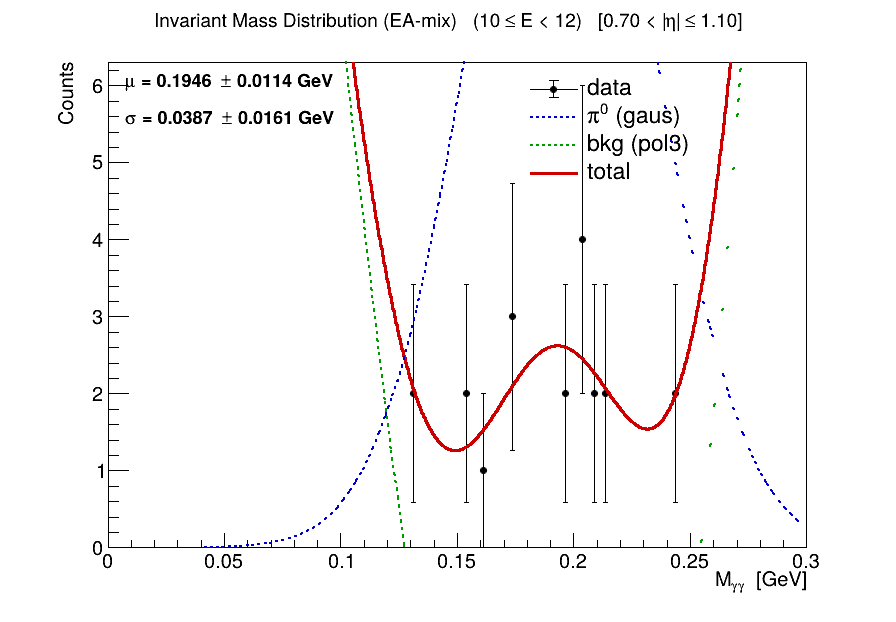 Invariant Mass Distribution (EA-mix) (10 ≤ E < 12) [0.70 < |η| ≤ 1.10]
Counts
μ = 0.1946 ± 0.0114 GeV
σ = 0.0387 ± 0.0161 GeV
data
π⁰ (gaus)
bkg (pol3)
total
6
5
4
3
2
1
0
0 0.05 0.1 0.15 0.2 0.25 0.3
Mγγ [GeV]